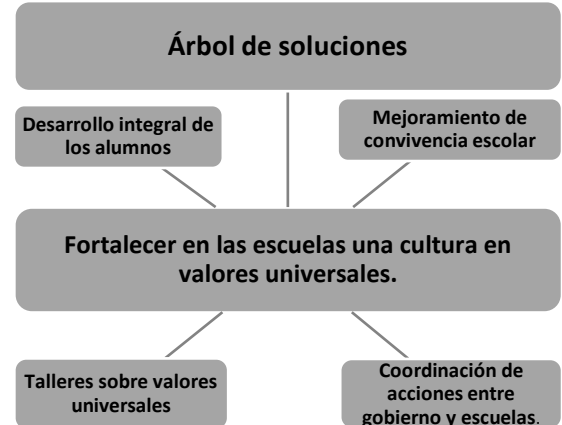 Árbol de soluciones
Desarrollo integral de
los alumnos
Mejoramiento de
convivencia escolar
Fortalecer en las escuelas una cultura en
valores universales.
Talleres sobre valores
universales
Coordinación de
acciones entre
gobierno y escuelas.